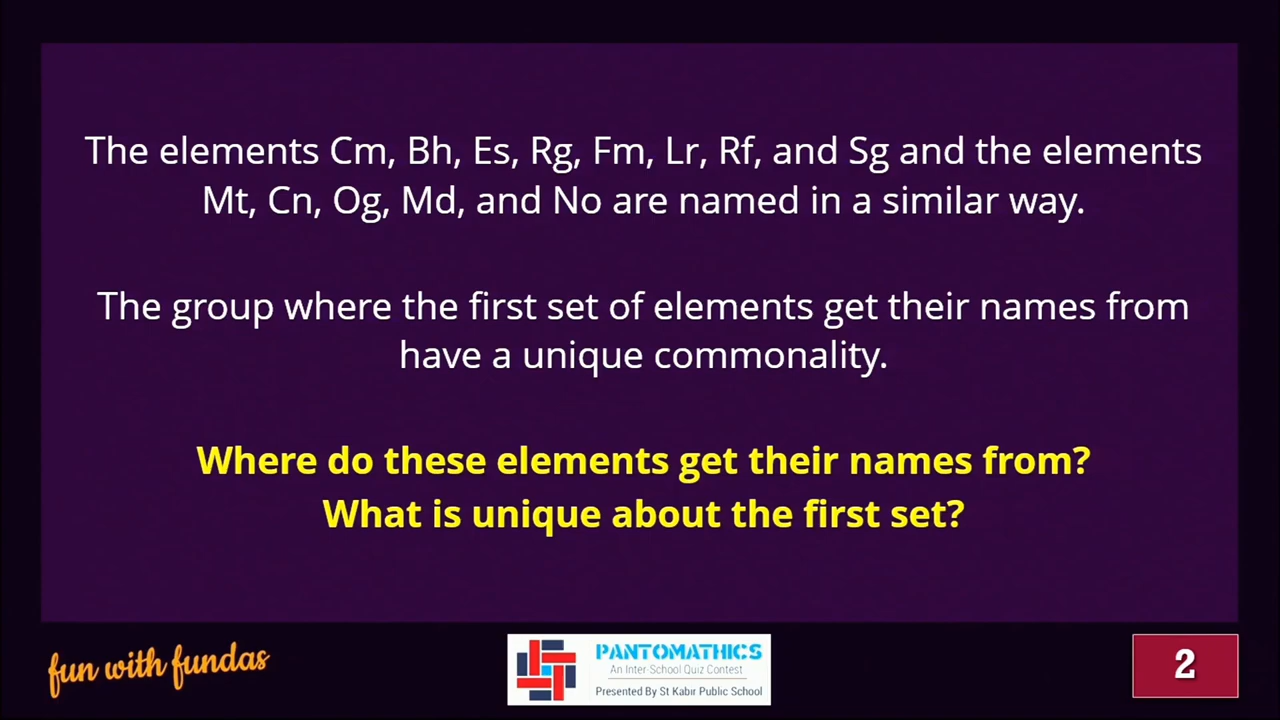 The elements Cm, Bh, Es, Rg, Fm, Lr, Rf, and Sg and the elements
Mt, Cn, Og, Md, and No are named in a similar way.
The group where the first set of elements get their names from
have a unique commonality.
Where do these elements get their names from?
What is unique about the first set?
fun with fundas
PANTOMATHICS
An Inter-School Quiz Contest
Presented By St Kabir Public School
2